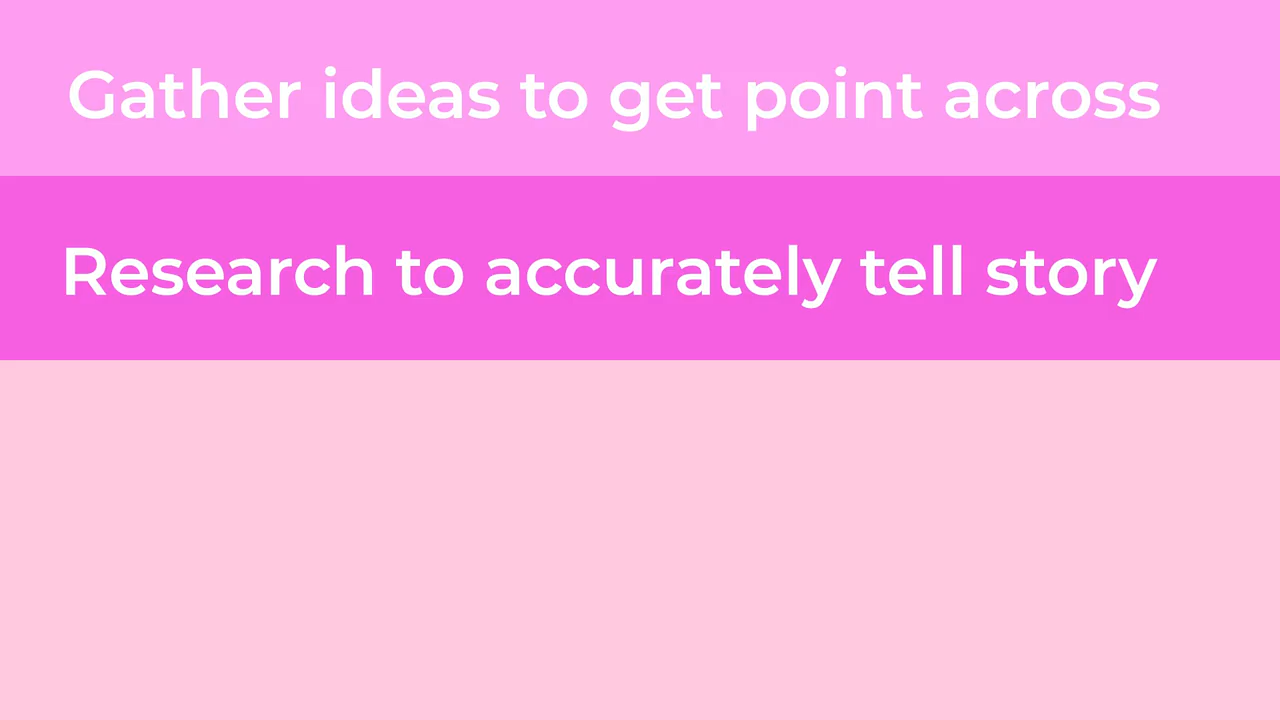 Gather ideas to get point across
Research to accurately tell story